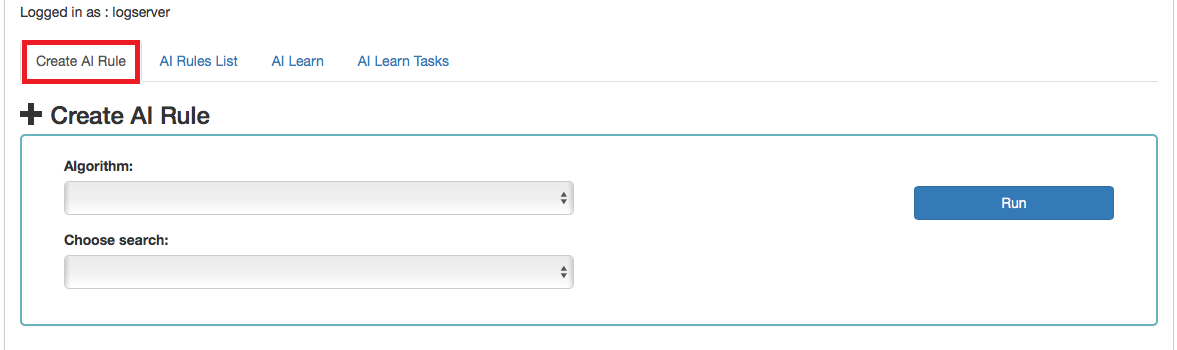 Logged in as : logserver
Create AI Rule AI Rules List AI Learn AI Learn Tasks
Create AI Rule
Algorithm:
Run
Choose search: